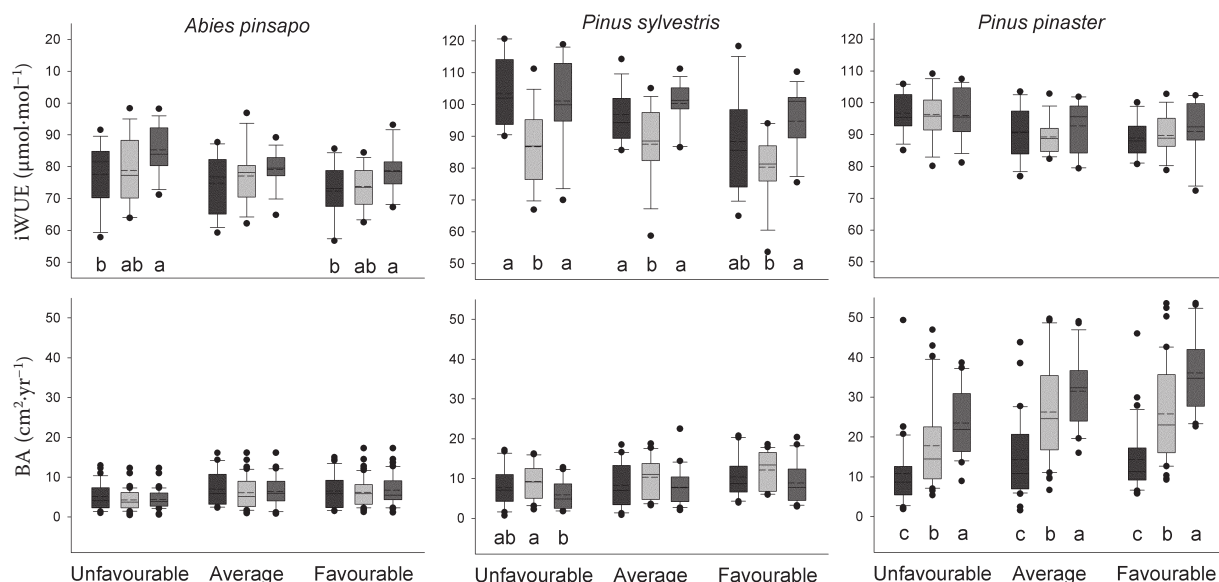 Abies pinsapo
Pinus sylvestris
Pinus pinaster
iWUE (μmol·mol⁻¹)
20
00
90
80
70
60
50
b ab a
b ab a
120
110
100
90
80
70
60
50
a b a
a b a
ab b a
120
110
100
90
80
70
60
50
BA (cm²·yr⁻¹)
50
40
30
20
10
0
50
40
30
20
10
0
ab a b
50
40
30
20
10
0
c b a
c b a
c b a
Unfavourable Average Favourable
Unfavourable Average Favourable
Unfavourable Average Favourable